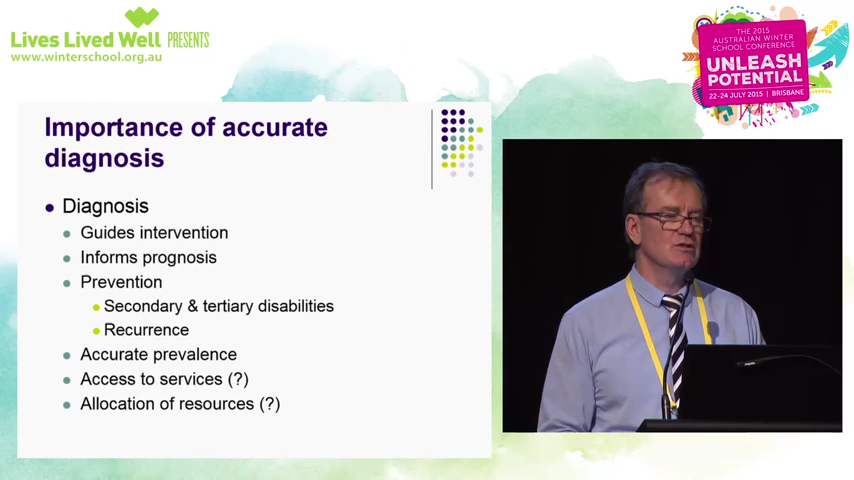 Lives Lived Well PRESENTS
www.winterschool.org.au
THE 2015
AUSTRALIAN WINTER
SCHOOL CONFERENCE
UNLEASH
POTENTIAL
22-24 JULY 2015 | BRISBANE
Importance of accurate
diagnosis
Diagnosis
Guides intervention
Informs prognosis
Prevention
Secondary & tertiary disabilities
Recurrence
Accurate prevalence
Access to services (?)
Allocation of resources (?)